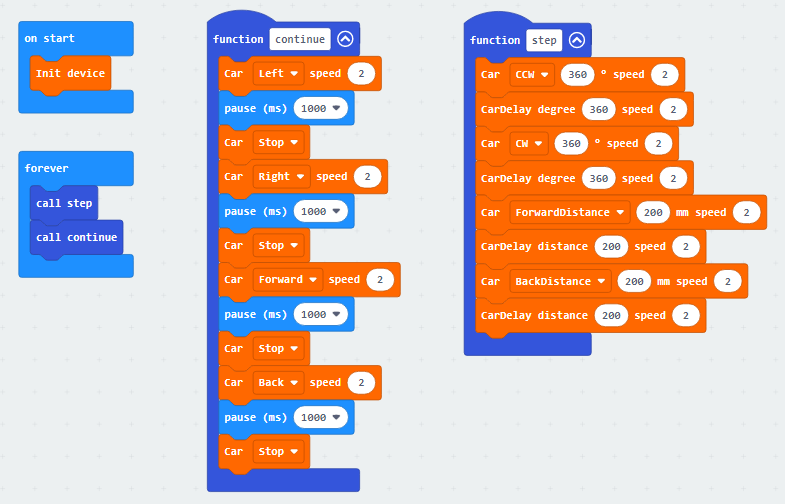 on start
Init device
forever
call step
call continue
function continue
Car Left speed 2
pause (ms) 1000
Car Stop
Car Right speed 2
pause (ms) 1000
Car Stop
Car Forward speed 2
pause (ms) 1000
Car Stop
Car Back speed 2
pause (ms) 1000
Car Stop
function step
Car CCW 360 ° speed 2
CarDelay degree 360 speed 2
Car CW 360 ° speed 2
CarDelay degree 360 speed 2
Car ForwardDistance 200 mm speed 2
CarDelay distance 200 speed 2
Car BackDistance 200 mm speed 2
CarDelay distance 200 speed 2